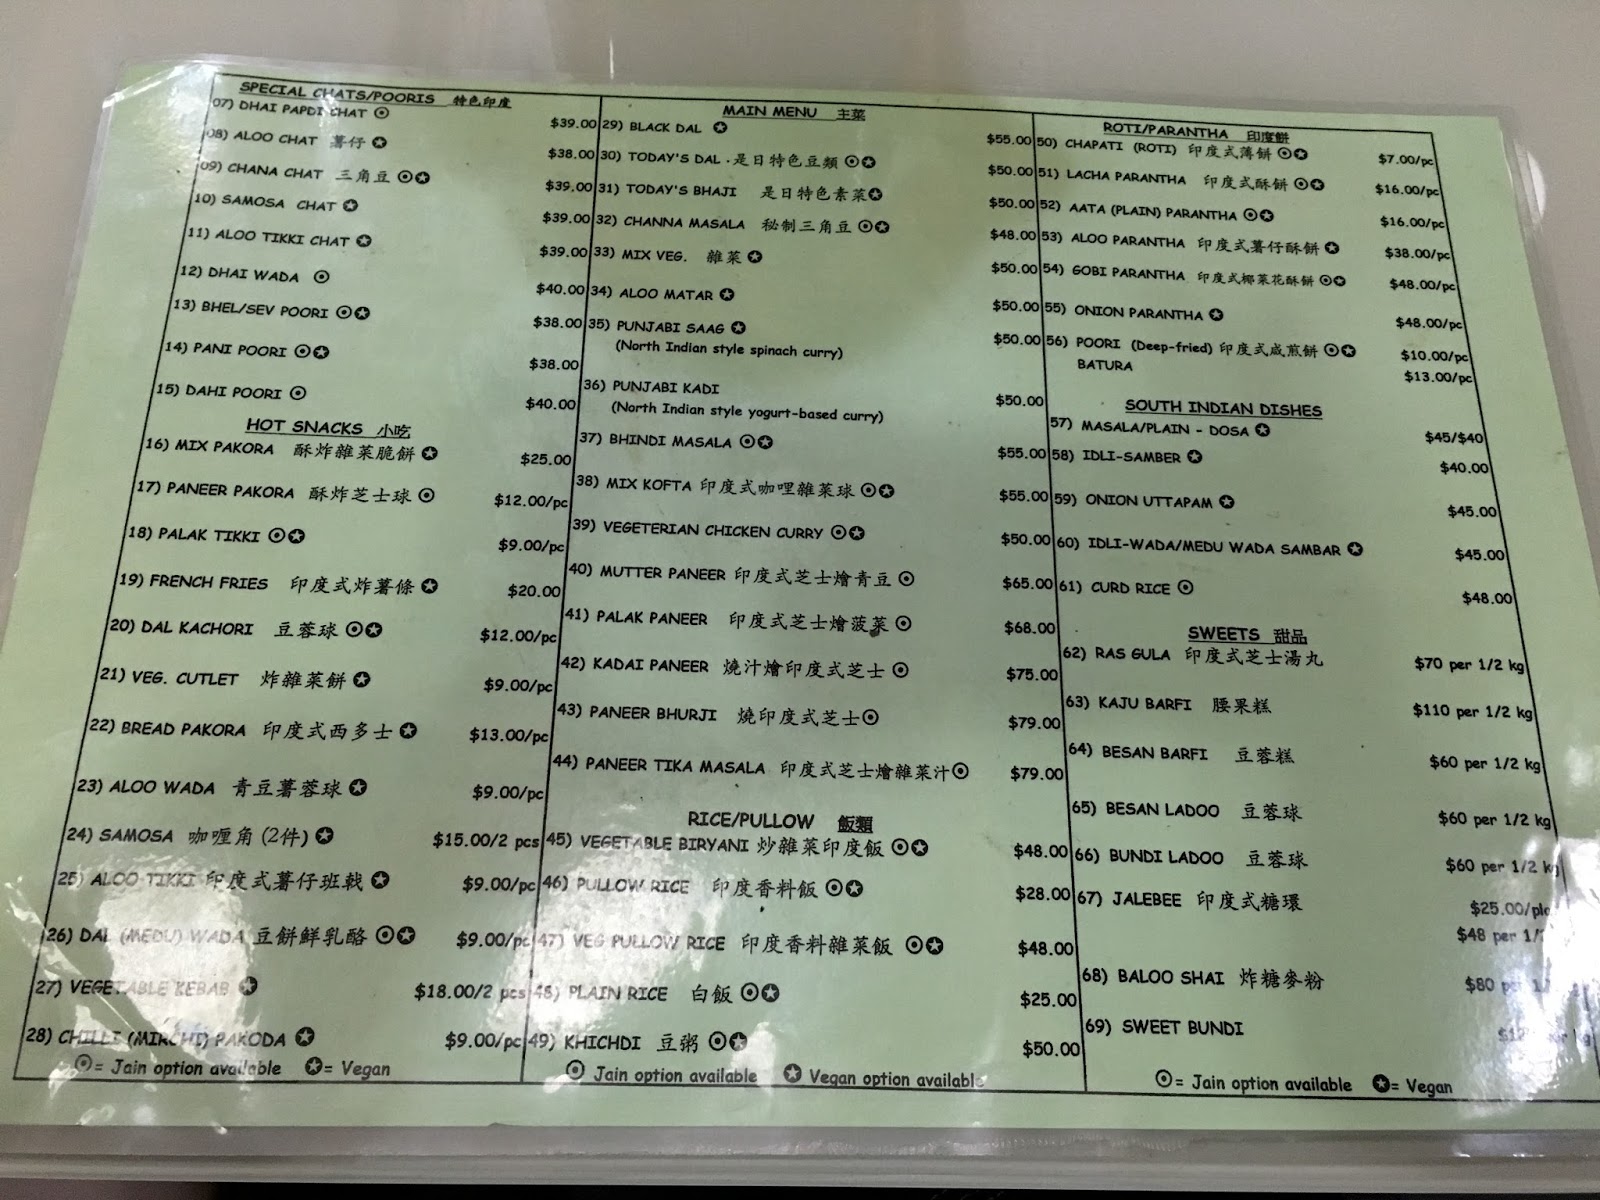 SPECIAL CHATS/POORIS 特色印度
07) DHAI PAPDI CHAT ⊙ $39.00
08) ALOO CHAT 薯仔 ✪ $38.00
09) CHANA CHAT 三角豆 ⊙✪ $39.00
10) SAMOSA CHAT ✪ $39.00
11) ALOO TIKKI CHAT ✪ $39.00
12) DHAI WADA ⊙ $40.00
13) BHEL/SEV POORI ⊙✪ $38.00
14) PANI POORI ⊙✪ $38.00
15) DAHI POORI ⊙ $40.00
HOT SNACKS 小吃
16) MIX PAKORA 酥炸雜菜脆餅 ✪ $25.00
17) PANEER PAKORA 酥炸芝士球 ⊙ $12.00/pc
18) PALAK TIKKI ⊙✪ $9.00/pc
19) FRENCH FRIES 印度式炸薯條 ✪ $20.00
20) DAL KACHORI 豆蓉球 ⊙✪ $12.00/pc
21) VEG. CUTLET 炸雜菜餅 ✪ $9.00/pc
22) BREAD PAKORA 印度式西多士 ✪ $13.00/pc
23) ALOO WADA 青豆薯蓉球 ✪ $9.00/pc
24) SAMOSA 咖喱角 (2件) ✪ $15.00/2 pcs
25) ALOO TIKKI 印度式薯仔班戟 ✪ $9.00/pc
26) DAL (MEDU) WADA 豆餅鮮乳酪 ⊙✪ $9.00/pc
27) VEGETABLE KEBAB ✪ $18.00/2 pcs
28) CHILLI (MIRCHI) PAKODA ✪ $9.00/pc
⊙= Jain option available ✪= Vegan
MAIN MENU 主菜
29) BLACK DAL ✪ $55.00
30) TODAY'S DAL . 是日特色豆類 ⊙✪ $50.00
31) TODAY'S BHAJI 是日特色素菜 ✪ $50.00
32) CHANNA MASALA 秘制三角豆 ⊙✪ $48.00
33) MIX VEG. 雜菜 ✪ $50.00
34) ALOO MATAR ✪ $50.00
35) PUNJABI SAAG ✪ $50.00
(North Indian style spinach curry)
36) PUNJABI KADI $50.00
(North Indian style yogurt-based curry)
37) BHINDI MASALA ⊙✪ $55.00
38) MIX KOFTA 印度式咖哩雜菜球 ⊙✪ $55.00
39) VEGETERIAN CHICKEN CURRY ⊙✪ $50.00
40) MUTTER PANEER 印度式芝士燴青豆 ⊙ $65.00
41) PALAK PANEER 印度式芝士燴菠菜 ⊙ $68.00
42) KADAI PANEER 燒汁燴印度式芝士 ⊙ $75.00
43) PANEER BHURJI 燒印度式芝士 ⊙ $79.00
44) PANEER TIKA MASALA 印度式芝士燴雜菜汁 ⊙ $79.00
RICE/PULLOW 飯類
45) VEGETABLE BIRYANI 炒雜菜印度飯 ⊙✪ $48.00
46) PULLOW RICE 印度香料飯 ⊙✪ $28.00
47) VEG PULLOW RICE 印度香料雜菜飯 ⊙✪ $48.00
48) PLAIN RICE 白飯 ⊙✪ $25.00
49) KHICHDI 豆粥 ⊙✪ $50.00
⊙ Jain option available ✪ Vegan option available
ROTI/PARANTHA 印度餅
50) CHAPATI (ROTI) 印度式薄餅 ⊙✪ $7.00/pc
51) LACHA PARANTHA 印度式酥餅 ⊙✪ $16.00/pc
52) AATA (PLAIN) PARANTHA ⊙✪ $16.00/pc
53) ALOO PARANTHA 印度式薯仔酥餅 ✪ $38.00/pc
54) GOBI PARANTHA 印度式椰菜花酥餅 ⊙✪ $48.00/pc
55) ONION PARANTHA ✪ $48.00/pc
56) POORI (Deep-fried) 印度式咸煎餅 ⊙✪ $10.00/pc
BATURA $13.00/pc
SOUTH INDIAN DISHES
57) MASALA/PLAIN - DOSA ✪ $45/$40
58) IDLI-SAMBER ✪ $40.00
59) ONION UTTAPAM ✪ $45.00
60) IDLI-WADA/MEDU WADA SAMBAR ✪ $45.00
61) CURD RICE ⊙ $48.00
SWEETS 甜品
62) RAS GULA 印度式芝士湯丸 $70 per 1/2 kg
63) KAJU BARFI 腰果糕 $110 per 1/2 kg
64) BESAN BARFI 豆蓉糕 $60 per 1/2 kg
65) BESAN LADOO 豆蓉球 $60 per 1/2 kg
66) BUNDI LADOO 豆蓉球 $60 per 1/2 kg
67) JALEBEE 印度式糖環 $25.00/
$48 per
68) BALOO SHAI 炸糖麥粉 $80 per
69) SWEET BUNDI
⊙= Jain option available ✪= Vegan